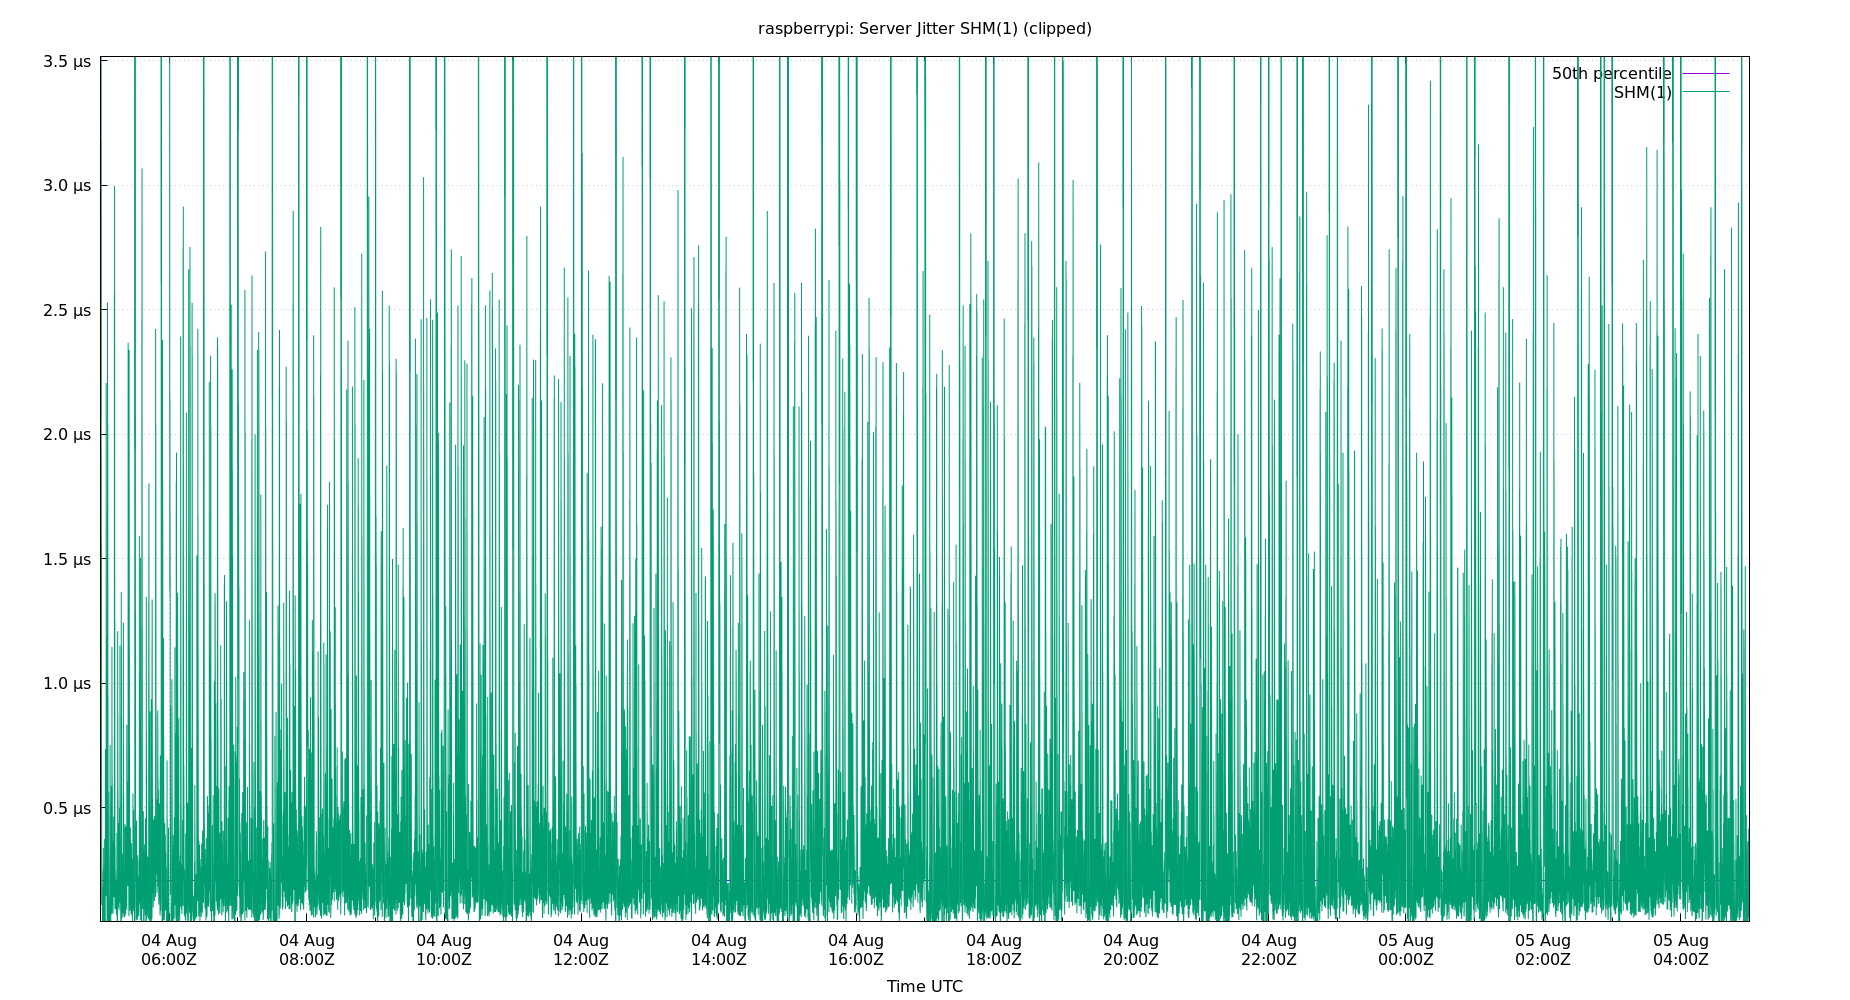 raspberrypi: Server Jitter SHM(1) (clipped)
3.5 µs
3.0 µs
2.5 µs
2.0 µs
1.5 µs
1.0 µs
0.5 µs
50th percentile
SHM(1)
04 Aug 04 Aug 04 Aug 04 Aug 04 Aug 04 Aug 04 Aug 04 Aug 04 Aug 05 Aug 05 Aug 05 Aug
06:00Z 08:00Z 10:00Z 12:00Z 14:00Z 16:00Z 18:00Z 20:00Z 22:00Z 00:00Z 02:00Z 04:00Z
Time UTC